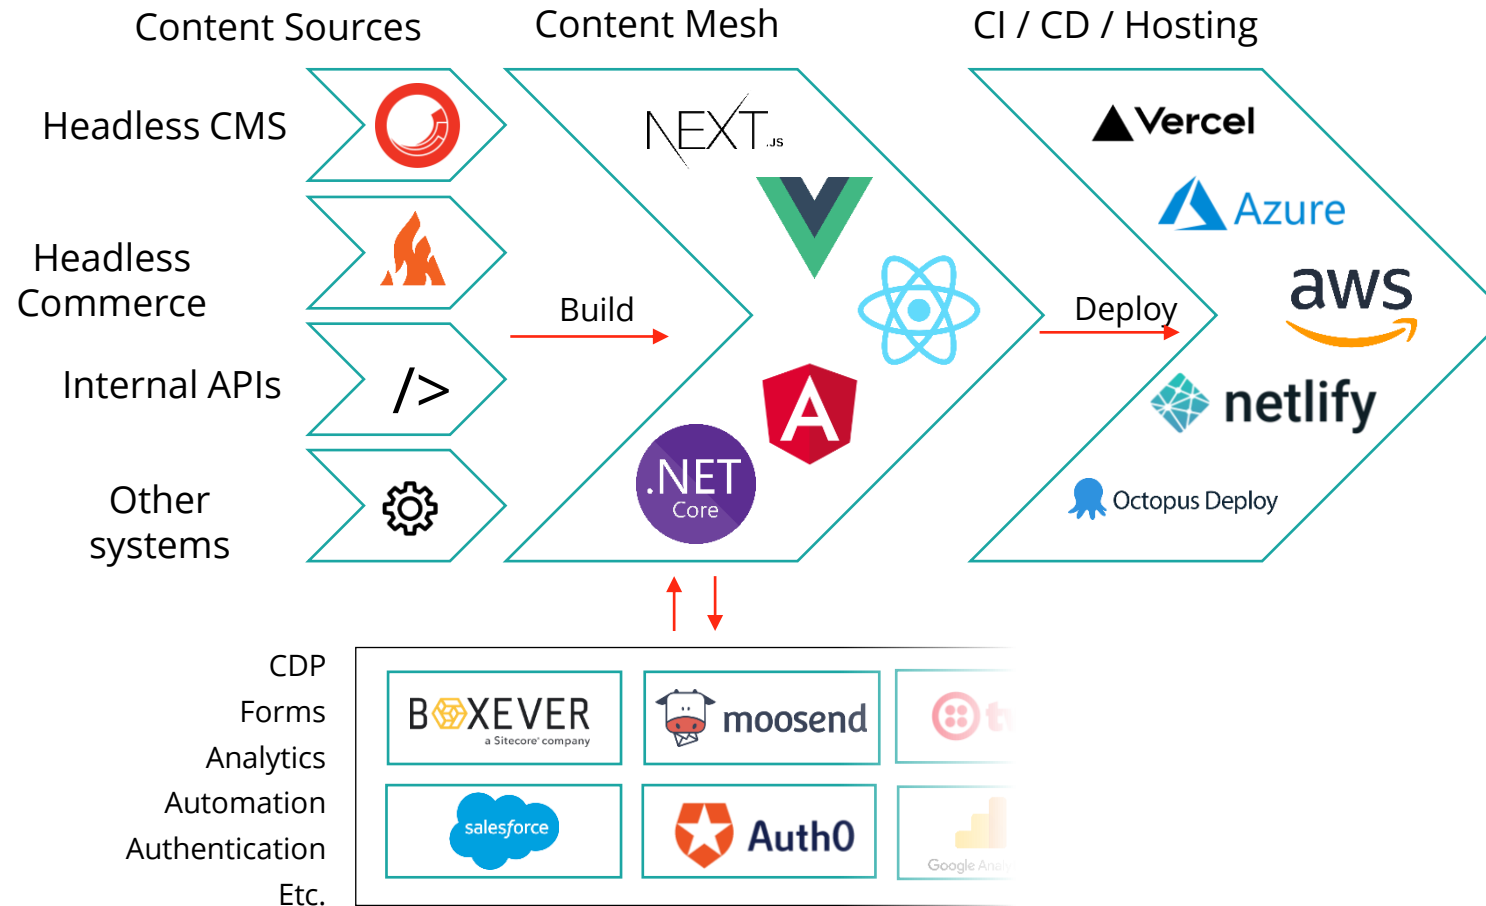 Content Sources
Content Mesh
CI / CD / Hosting
Headless CMS
Headless
Commerce
Internal APIs
Other
systems
/>
NEXT
.JS
.NET
Core
Build
Deploy
Vercel
Azure
aws
netlify
Octopus Deploy
CDP
Forms
Analytics
Automation
Authentication
Etc.
BOXEVER
a Sitecore® company
moosend
salesforce
Auth0
Google